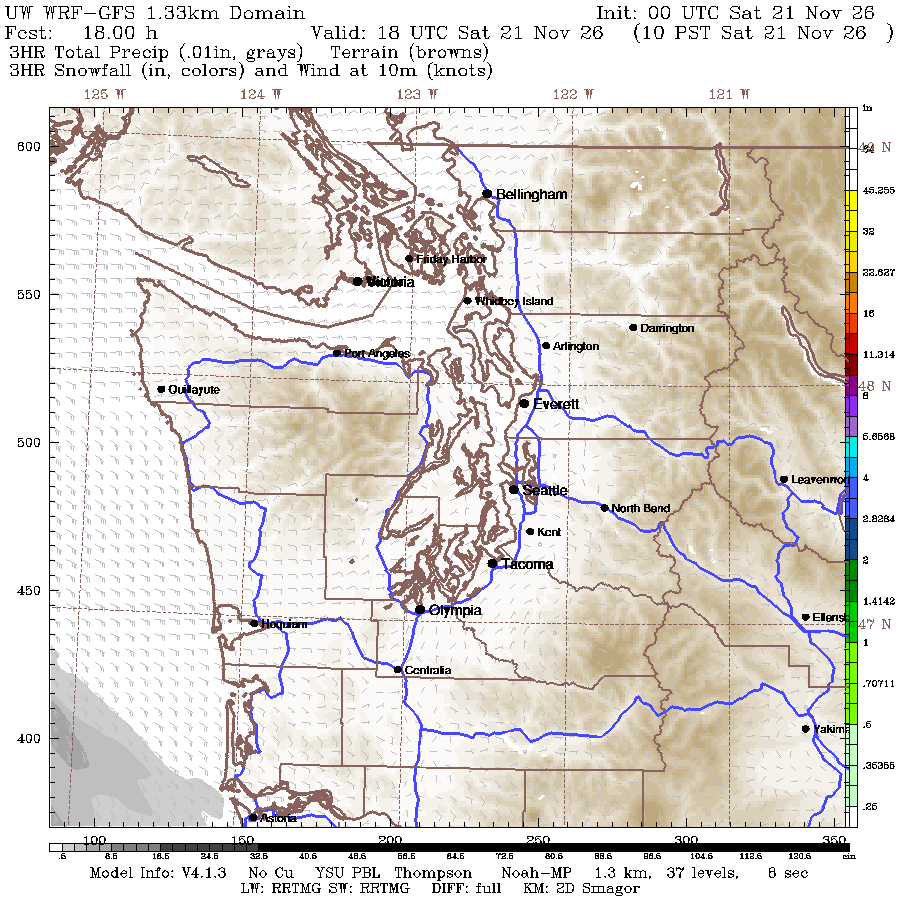 UW WRF-GFS 1.33km Domain Init: 00 UTC Sat 21 Nov 26
Fcst: 18.00 h Valid: 18 UTC Sat 21 Nov 26 (10 PST Sat 21 Nov 26 )
3HR Total Precip (.01in, grays) Terrain (browns)
3HR Snowfall (in, colors) and Wind at 10m (knots)
125 W 124 W 123 W 122 W 121 W
in
600
N
45.255
Bellingham
32
Friday Harbor
Victoria
22.627
550
Whidbey Island
16
Darrington
Arlington
Port Angeles
11.314
48 N
Quillayute
8
Everett
5.6568
500
Leavenwor
4
Seattle
North Bend
2.8284
Kent
2
Tacoma
450
1.4142
Olympia
Ellens
Hoquiam
47 N
1
Centralia
.70711
.5
Yakima
400
.35355
.25
Astoria
100 150 200 250 300 350
.5 8.5 16.5 24.5 32.5 40.5 48.5 56.5 64.5 72.5 80.5 88.5 96.5 104.5 112.5 120.5 cin
Model Info: V4.1.3 No Cu YSU PBL Thompson Noah-MP 1.3 km, 37 levels, 8 sec
LW: RRTMG SW: RRTMG DIFF: full KM: 2D Smagor